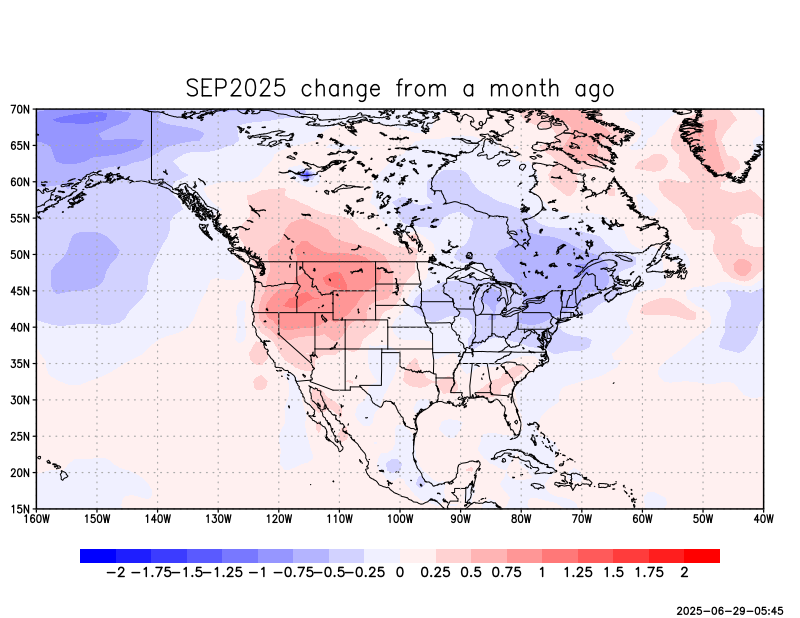 SEP2025 change from a month ago
70N
65N
60N
55N
50N
45N
40N
35N
30N
25N
20N
15N
160W 150W 140W 130W 120W 110W 100W 90W 80W 70W 60W 50W 40W
−2 −1.75 −1.5 −1.25 −1 −0.75 −0.5 −0.25 0 0.25 0.5 0.75 1 1.25 1.5 1.75 2
2025−06−29−05:45